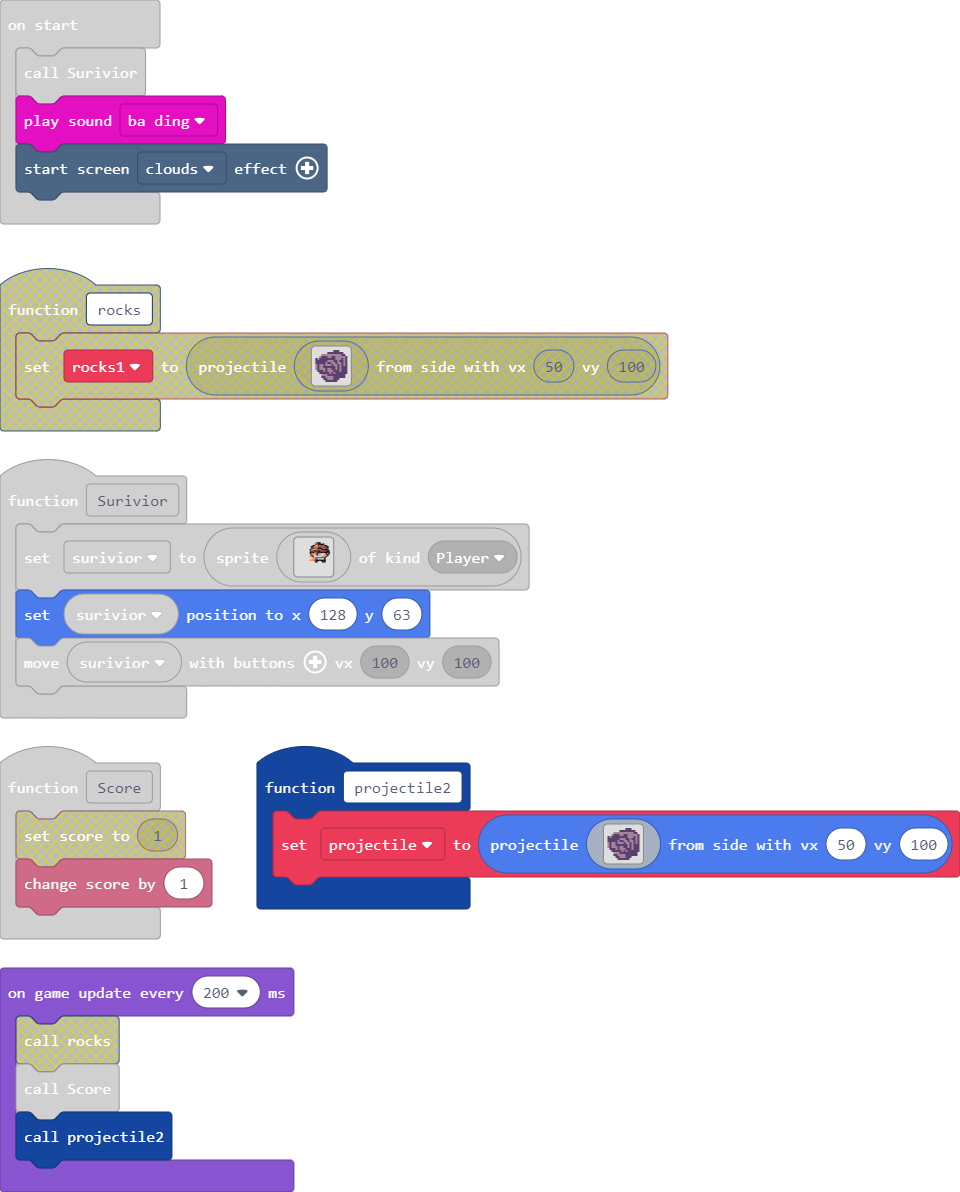 on start
call Surivior
play sound ba ding
start screen clouds effect
function rocks
set rocks1 to projectile from side with vx 50 vy 100
function Surivior
set surivior to sprite of kind Player
set surivior position to x 128 y 63
move surivior with buttons vx 100 vy 100
function Score
set score to 1
change score by 1
function projectile2
set projectile to projectile from side with vx 50 vy 100
on game update every 200 ms
call rocks
call Score
call projectile2